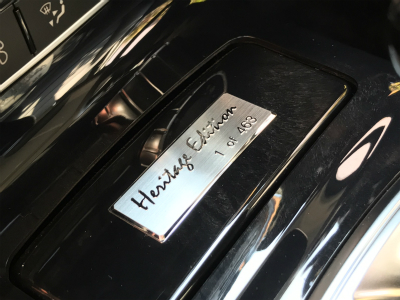 Heritage Edition
1 of 463